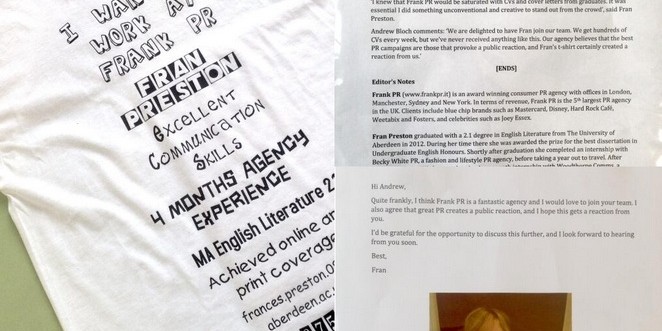 I WAN
WORK AT
FRANK PR
FRAN
PRESTON
EXCELLENT
COMMUNICATION
SKILLS
4 MONTHS AGENCY
EXPERIENCE
MA English Literature 2
Achieved online an
print coverage
frances.preston.0
aberdeen.ac.
'I knew that Frank PR would be saturated with CVs and cover letters from graduates. It was
essential I did something unconventional and creative to stand out from the crowd', said Fran
Preston.
Andrew Bloch comments: 'We are delighted to have Fran join our team. We get hundreds of
CVs every week, but we've never received anything like this. Our agency believes that the best
PR campaigns are those that provoke a public reaction, and Fran's t-shirt certainly created a
reaction from us.'
[ENDS]
Editor's Notes
Frank PR (www.frankpr.it) is an award winning consumer PR agency with offices in London,
Manchester, Sydney and New York. In terms of revenue, Frank PR is the 5th largest PR agency
in the UK. Clients include blue chip brands such as Mastercard, Disney, Hard Rock Café,
Weetabix and Fosters, and celebrities such as Joey Essex.
Fran Preston graduated with a 2.1 degree in English Literature from The University of
Aberdeen in 2012. During her time there she was awarded the prize for the best dissertation in
Undergraduate English Honours. Shortly after graduation she completed an internship with
Becky White PR, a fashion and lifestyle PR agency, before taking a year out to travel. After
internship with
Hi Andrew,
Quite frankly, I think Frank PR is a fantastic agency and I would love to join your team. I
also agree that great PR creates a public reaction, and I hope this gets a reaction from
you.
I'd be grateful for the opportunity to discuss this further, and I look forward to hearing
from you soon.
Best,
Fran